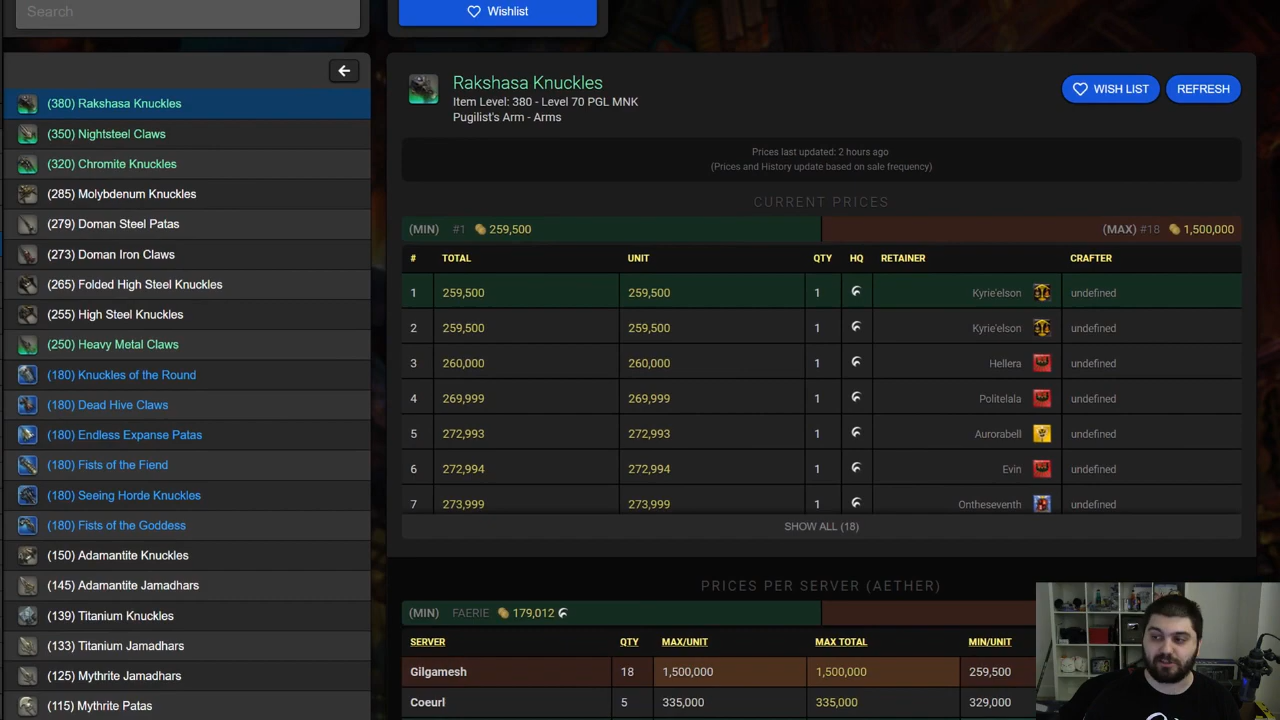 Search
Wishlist
(380) Rakshasa Knuckles
(350) Nightsteel Claws
(320) Chromite Knuckles
(285) Molybdenum Knuckles
(279) Doman Steel Patas
(273) Doman Iron Claws
(265) Folded High Steel Knuckles
(255) High Steel Knuckles
(250) Heavy Metal Claws
(180) Knuckles of the Round
(180) Dead Hive Claws
(180) Endless Expanse Patas
(180) Fists of the Fiend
(180) Seeing Horde Knuckles
(180) Fists of the Goddess
(150) Adamantite Knuckles
(145) Adamantite Jamadhars
(139) Titanium Knuckles
(133) Titanium Jamadhars
(125) Mythrite Jamadhars
(115) Mythrite Patas
Rakshasa Knuckles
Item Level: 380 - Level 70 PGL MNK
Pugilist's Arm - Arms
WISH LIST
REFRESH
Prices last updated: 2 hours ago
(Prices and History update based on sale frequency)
CURRENT PRICES
(MIN) #1 259,500 (MAX) #18 1,500,000
# TOTAL UNIT QTY HQ RETAINER CRAFTER
1 259,500 259,500 1 Kyrie'elson undefined
2 259,500 259,500 1 Kyrie'elson undefined
3 260,000 260,000 1 Hellera undefined
4 269,999 269,999 1 Politelala undefined
5 272,993 272,993 1 Aurorabell undefined
6 272,994 272,994 1 Evin undefined
7 273,999 273,999 1 Ontheseventh undefined
SHOW ALL (18)
PRICES PER SERVER (AETHER)
(MIN) FAERIE 179,012
SERVER QTY MAX/UNIT MAX TOTAL MIN/UNIT
Gilgamesh 18 1,500,000 1,500,000 259,500
Coeurl 5 335,000 335,000 329,000